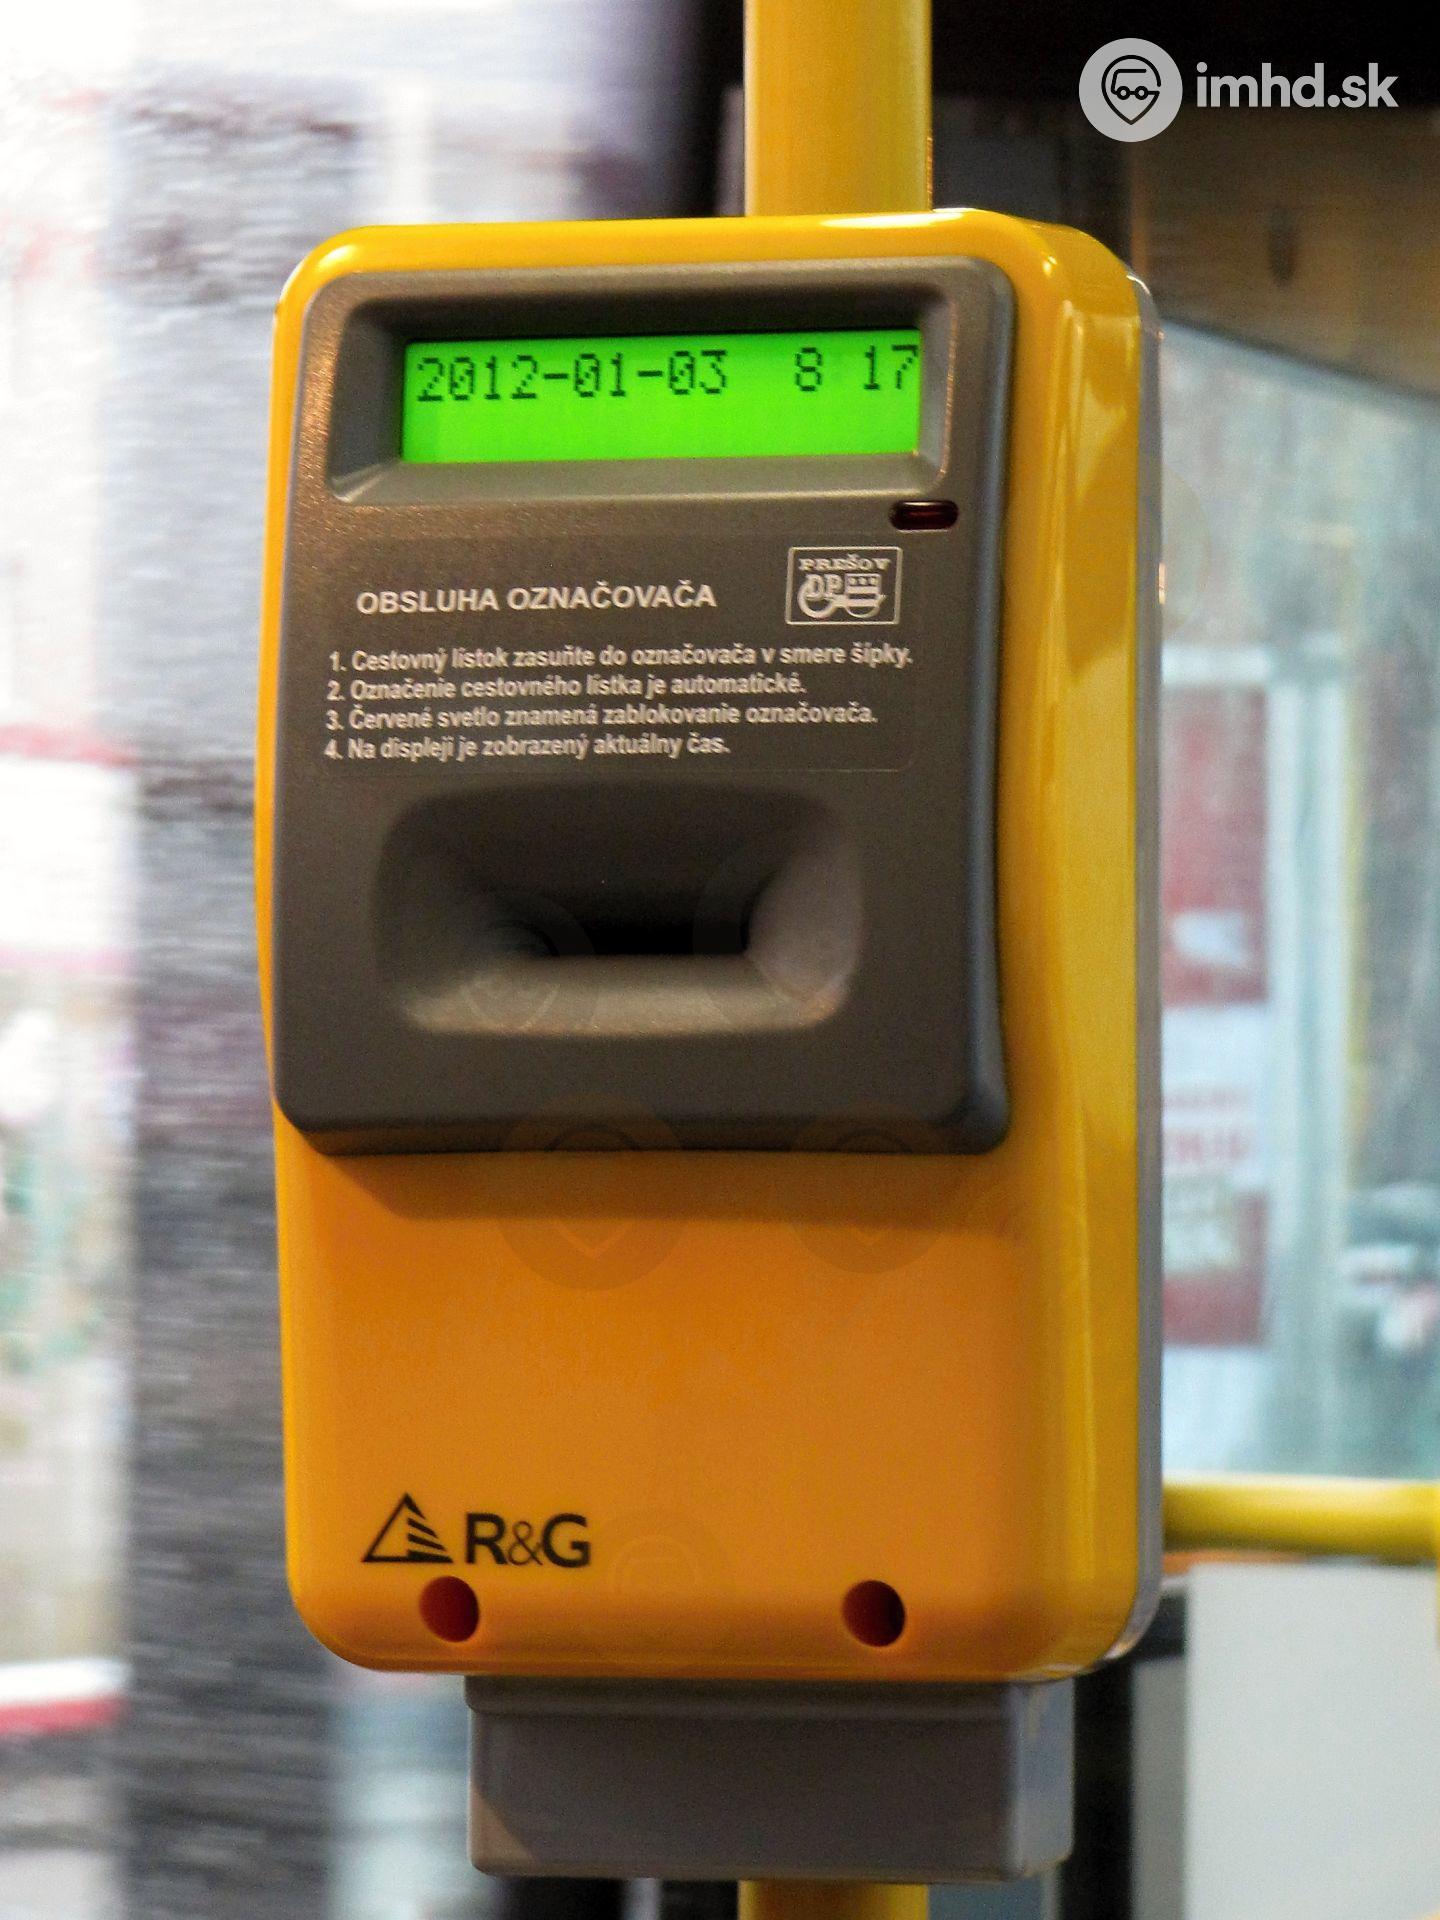 imhd.sk
2012-01-03 8 17
PREŠOV
DP
OBSLUHA OZNAČOVAČA
1. Cestovný lístok zasuňte do označovača v smere šípky.
2. Označenie cestovného lístka je automatické.
3. Červené svetlo znamená zablokovanie označovača.
4. Na displeji je zobrazený aktuálny čas.
R&G